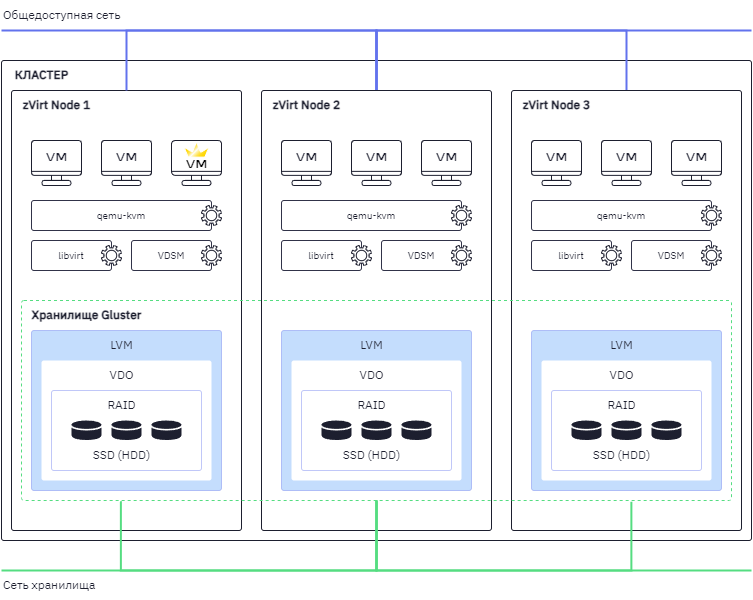 Общедоступная сеть
КЛАСТЕР
zVirt Node 1
zVirt Node 2
zVirt Node 3
VM VM VM
VM VM VM
VM VM VM
qemu-kvm
qemu-kvm
qemu-kvm
libvirt VDSM
libvirt VDSM
libvirt VDSM
Хранилище Gluster
LVM
LVM
LVM
VDO
VDO
VDO
RAID
RAID
RAID
SSD (HDD)
SSD (HDD)
SSD (HDD)
Сеть хранилища